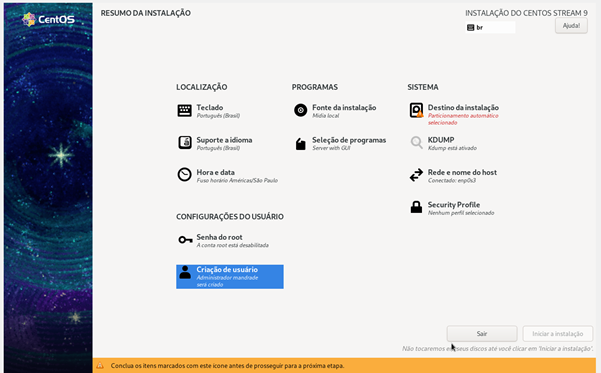 CentOS
RESUMO DA INSTALAÇÃO
INSTALAÇÃO DO CENTOS STREAM 9
br
Ajuda!
LOCALIZAÇÃO
Teclado
Português (Brasil)
Suporte a idioma
Português (Brasil)
Hora e data
Fuso horário Américas/São Paulo
PROGRAMAS
Fonte da instalação
Mídia local
Seleção de programas
Server with GUI
SISTEMA
Destino da instalação
Particionamento automático
selecionado
KDUMP
Kdump está ativado
Rede e nome do host
Conectado: enp0s3
Security Profile
Nenhum perfil selecionado
CONFIGURAÇÕES DO USUÁRIO
Senha do root
A conta root está desabilitada
Criação de usuário
Administrador mandrade
será criado
Sair
Iniciar a instalação
Não tocaremos seus discos até você clicar em 'Iniciar a instalação'.
Conclua os itens marcados com este ícone antes de prosseguir para a próxima etapa.